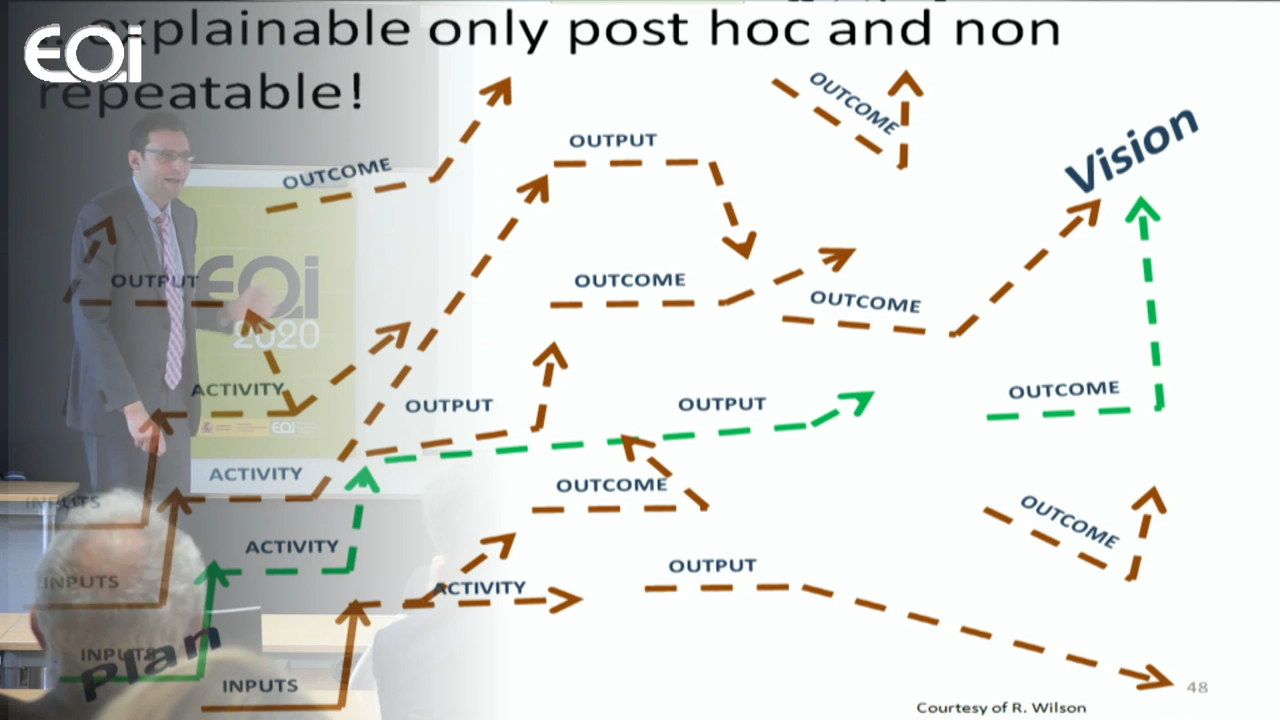 explainable only post hoc and non
repeatable!
EOi
OUTCOME
OUTPUT
OUTCOME
Vision
OUTPUT
EOi
2020
OUTCOME
OUTCOME
ACTIVITY
OUTPUT
OUTPUT
OUTCOME
ACTIVITY
OUTCOME
INPUTS
OUTCOME
ACTIVITY
OUTPUT
INPUTS
ACTIVITY
INPUTS
Plan
INPUTS
48
Courtesy of R. Wilson